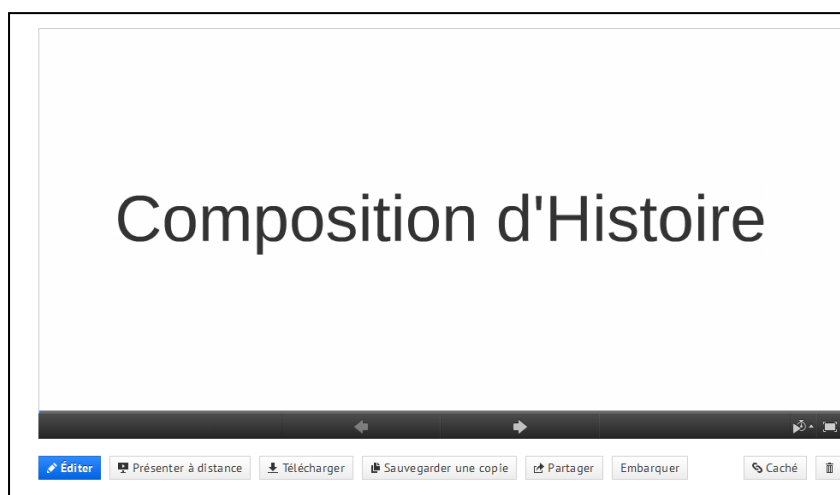 Composition d'Histoire
Éditer Présenter à distance Télécharger Sauvegarder une copie Partager Embarquer Caché